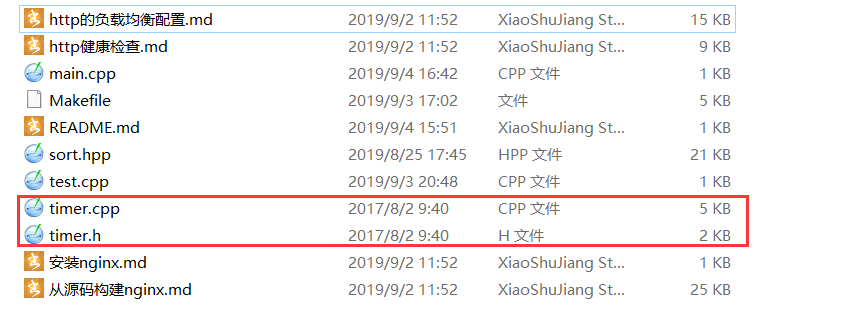 http的负载均衡配置.md 2019/9/2 11:52 XiaoShuJiang St... 15 KB
http健康检查.md 2019/9/2 11:52 XiaoShuJiang St... 9 KB
main.cpp 2019/9/4 16:42 CPP 文件 1 KB
Makefile 2019/9/3 17:02 文件 5 KB
README.md 2019/9/4 15:51 XiaoShuJiang St... 1 KB
sort.hpp 2019/8/25 17:45 HPP 文件 21 KB
test.cpp 2019/9/3 20:48 CPP 文件 1 KB
timer.cpp 2017/8/2 9:40 CPP 文件 5 KB
timer.h 2017/8/2 9:40 H 文件 2 KB
安装nginx.md 2019/9/2 11:52 XiaoShuJiang St... 1 KB
从源码构建nginx.md 2019/9/2 11:52 XiaoShuJiang St... 25 KB